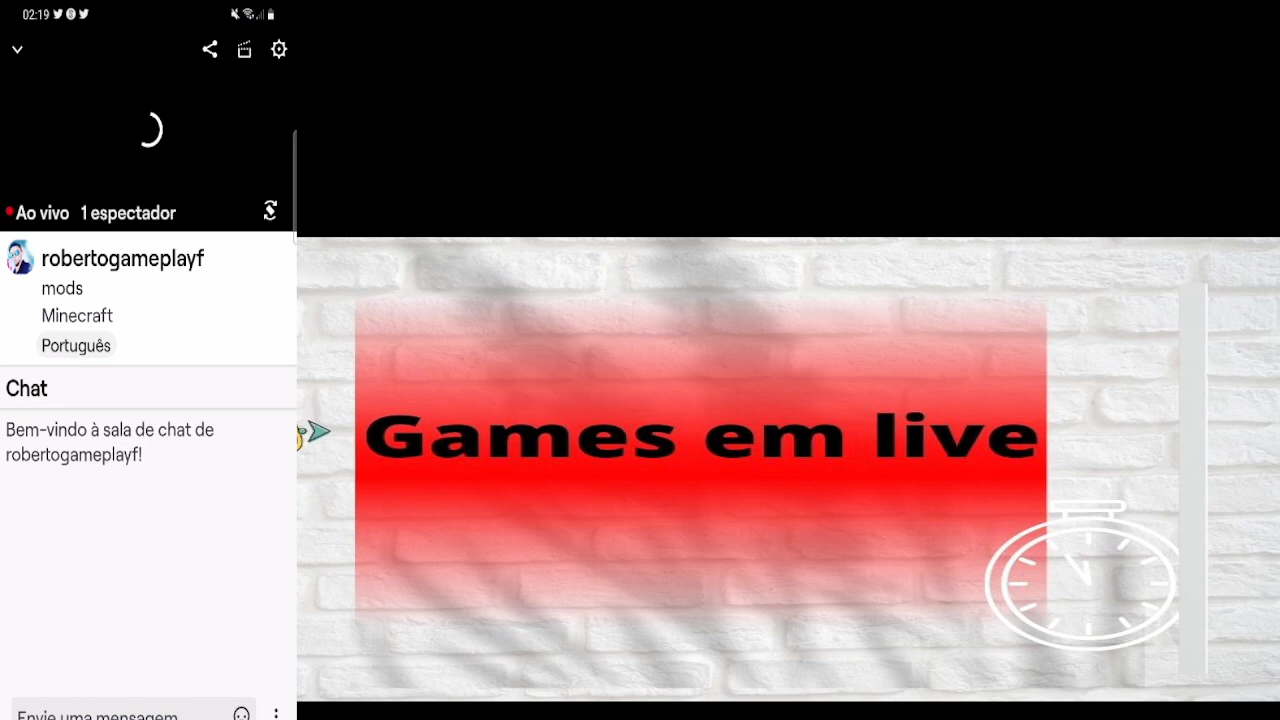 02:19
Ao vivo 1 espectador
robertogameplayf
mods
Minecraft
Português
Chat
Bem-vindo à sala de chat de
robertogameplayf!
Envie uma mensagem
Games em live